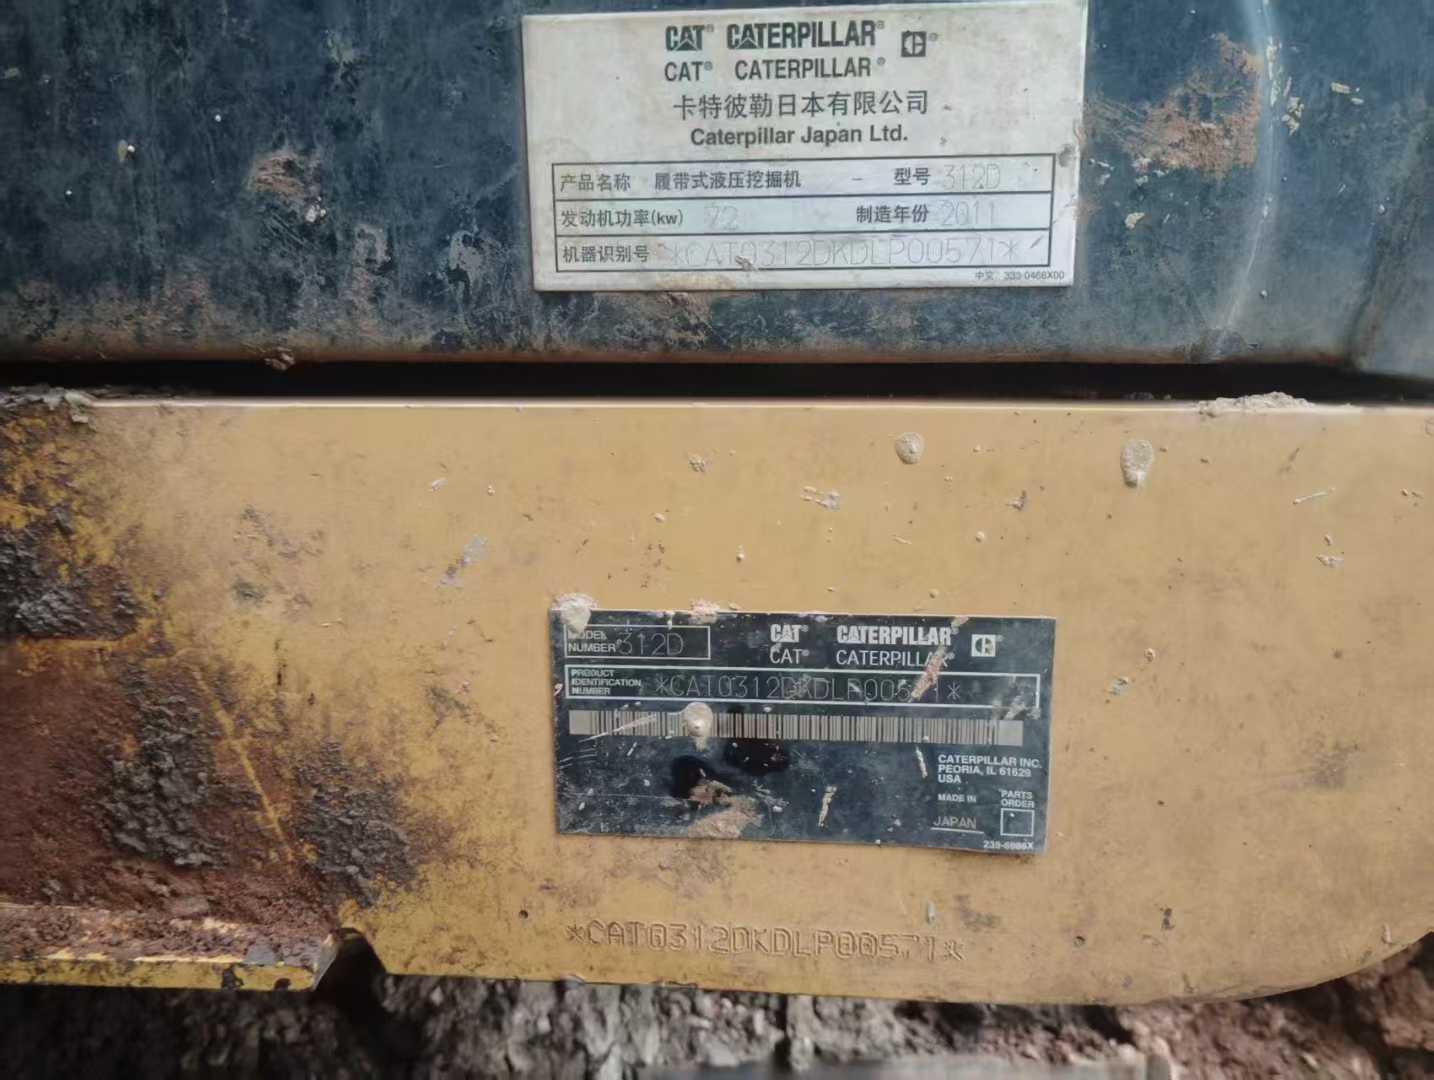 CAT® CATERPILLAR® CE®
CAT® CATERPILLAR®
卡特彼勒日本有限公司
Caterpillar Japan Ltd.
产品名称 履带式液压挖掘机 - 型号 312D
发动机功率(kw) 72 制造年份 2011
机器识别号 *CAT0312DKDLP00571*
中文 333-0466X00
MODEL NUMBER 312D
CAT® CATERPILLAR®
CAT® CATERPILLAR®
PRODUCT IDENTIFICATION NUMBER *CAT0312DKDLP00571*
CATERPILLAR INC.
PEORIA, IL 61629
USA
MADE IN JAPAN
PARTS ORDER
*CAT0312DKDLP00571*